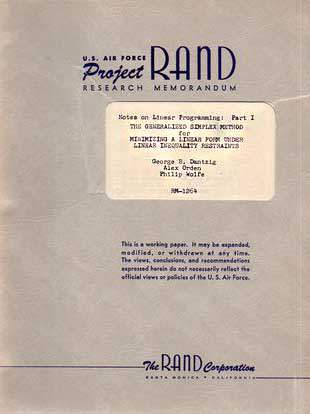 U.S. AIR FORCE
Project RAND
RESEARCH MEMORANDUM
Notes on Linear Programming: Part I
THE GENERALIZED SIMPLEX METHOD
for
MINIMIZING A LINEAR FORM UNDER
LINEAR INEQUALITY RESTRAINTS
George B. Dantzig
Alex Orden
Philip Wolfe
RM-1264
This is a working paper. It may be expanded,
modified, or withdrawn at any time.
The views, conclusions, and recommendations
expressed herein do not necessarily reflect the
official views or policies of the U.S. Air Force.
The RAND Corporation
SANTA MONICA • CALIFORNIA